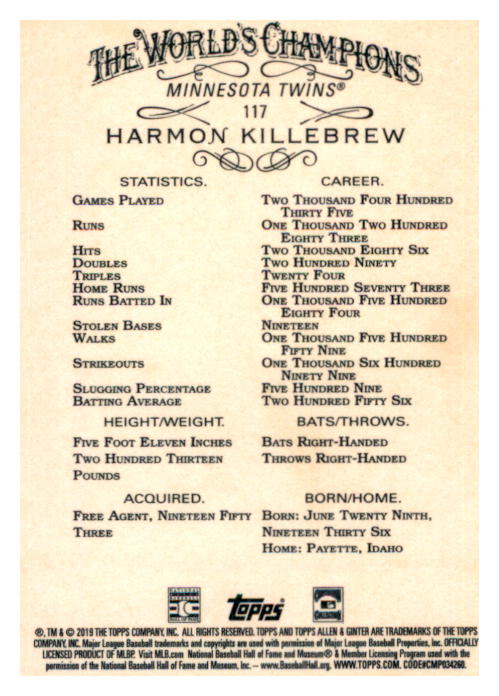 THE WORLD'S CHAMPIONS
MINNESOTA TWINS®
117
HARMON KILLEBREW
STATISTICS. CAREER.
GAMES PLAYED TWO THOUSAND FOUR HUNDRED
THIRTY FIVE
RUNS ONE THOUSAND TWO HUNDRED
EIGHTY THREE
HITS TWO THOUSAND EIGHTY SIX
DOUBLES TWO HUNDRED NINETY
TRIPLES TWENTY FOUR
HOME RUNS FIVE HUNDRED SEVENTY THREE
RUNS BATTED IN ONE THOUSAND FIVE HUNDRED
EIGHTY FOUR
STOLEN BASES NINETEEN
WALKS ONE THOUSAND FIVE HUNDRED
FIFTY NINE
STRIKEOUTS ONE THOUSAND SIX HUNDRED
NINETY NINE
SLUGGING PERCENTAGE FIVE HUNDRED NINE
BATTING AVERAGE TWO HUNDRED FIFTY SIX
HEIGHT/WEIGHT. BATS/THROWS.
FIVE FOOT ELEVEN INCHES BATS RIGHT-HANDED
TWO HUNDRED THIRTEEN THROWS RIGHT-HANDED
POUNDS
ACQUIRED. BORN/HOME.
FREE AGENT, NINETEEN FIFTY BORN: JUNE TWENTY NINTH,
THREE NINETEEN THIRTY SIX
HOME: PAYETTE, IDAHO
NATIONAL
HALL OF FAME
Topps
®, TM & © 2019 THE TOPPS COMPANY, INC. ALL RIGHTS RESERVED. TOPPS AND TOPPS ALLEN & GINTER ARE TRADEMARKS OF THE TOPPS
COMPANY, INC. Major League Baseball trademarks and copyrights are used with permission of Major League Baseball Properties, Inc. OFFICIALLY
LICENSED PRODUCT OF MLBP. Visit MLB.com National Baseball Hall of Fame and Museum® & Member Licensing Program used with the
permission of the National Baseball Hall of Fame and Museum, Inc. – www.BaseballHall.org. WWW.TOPPS.COM. CODE#CMP034260.